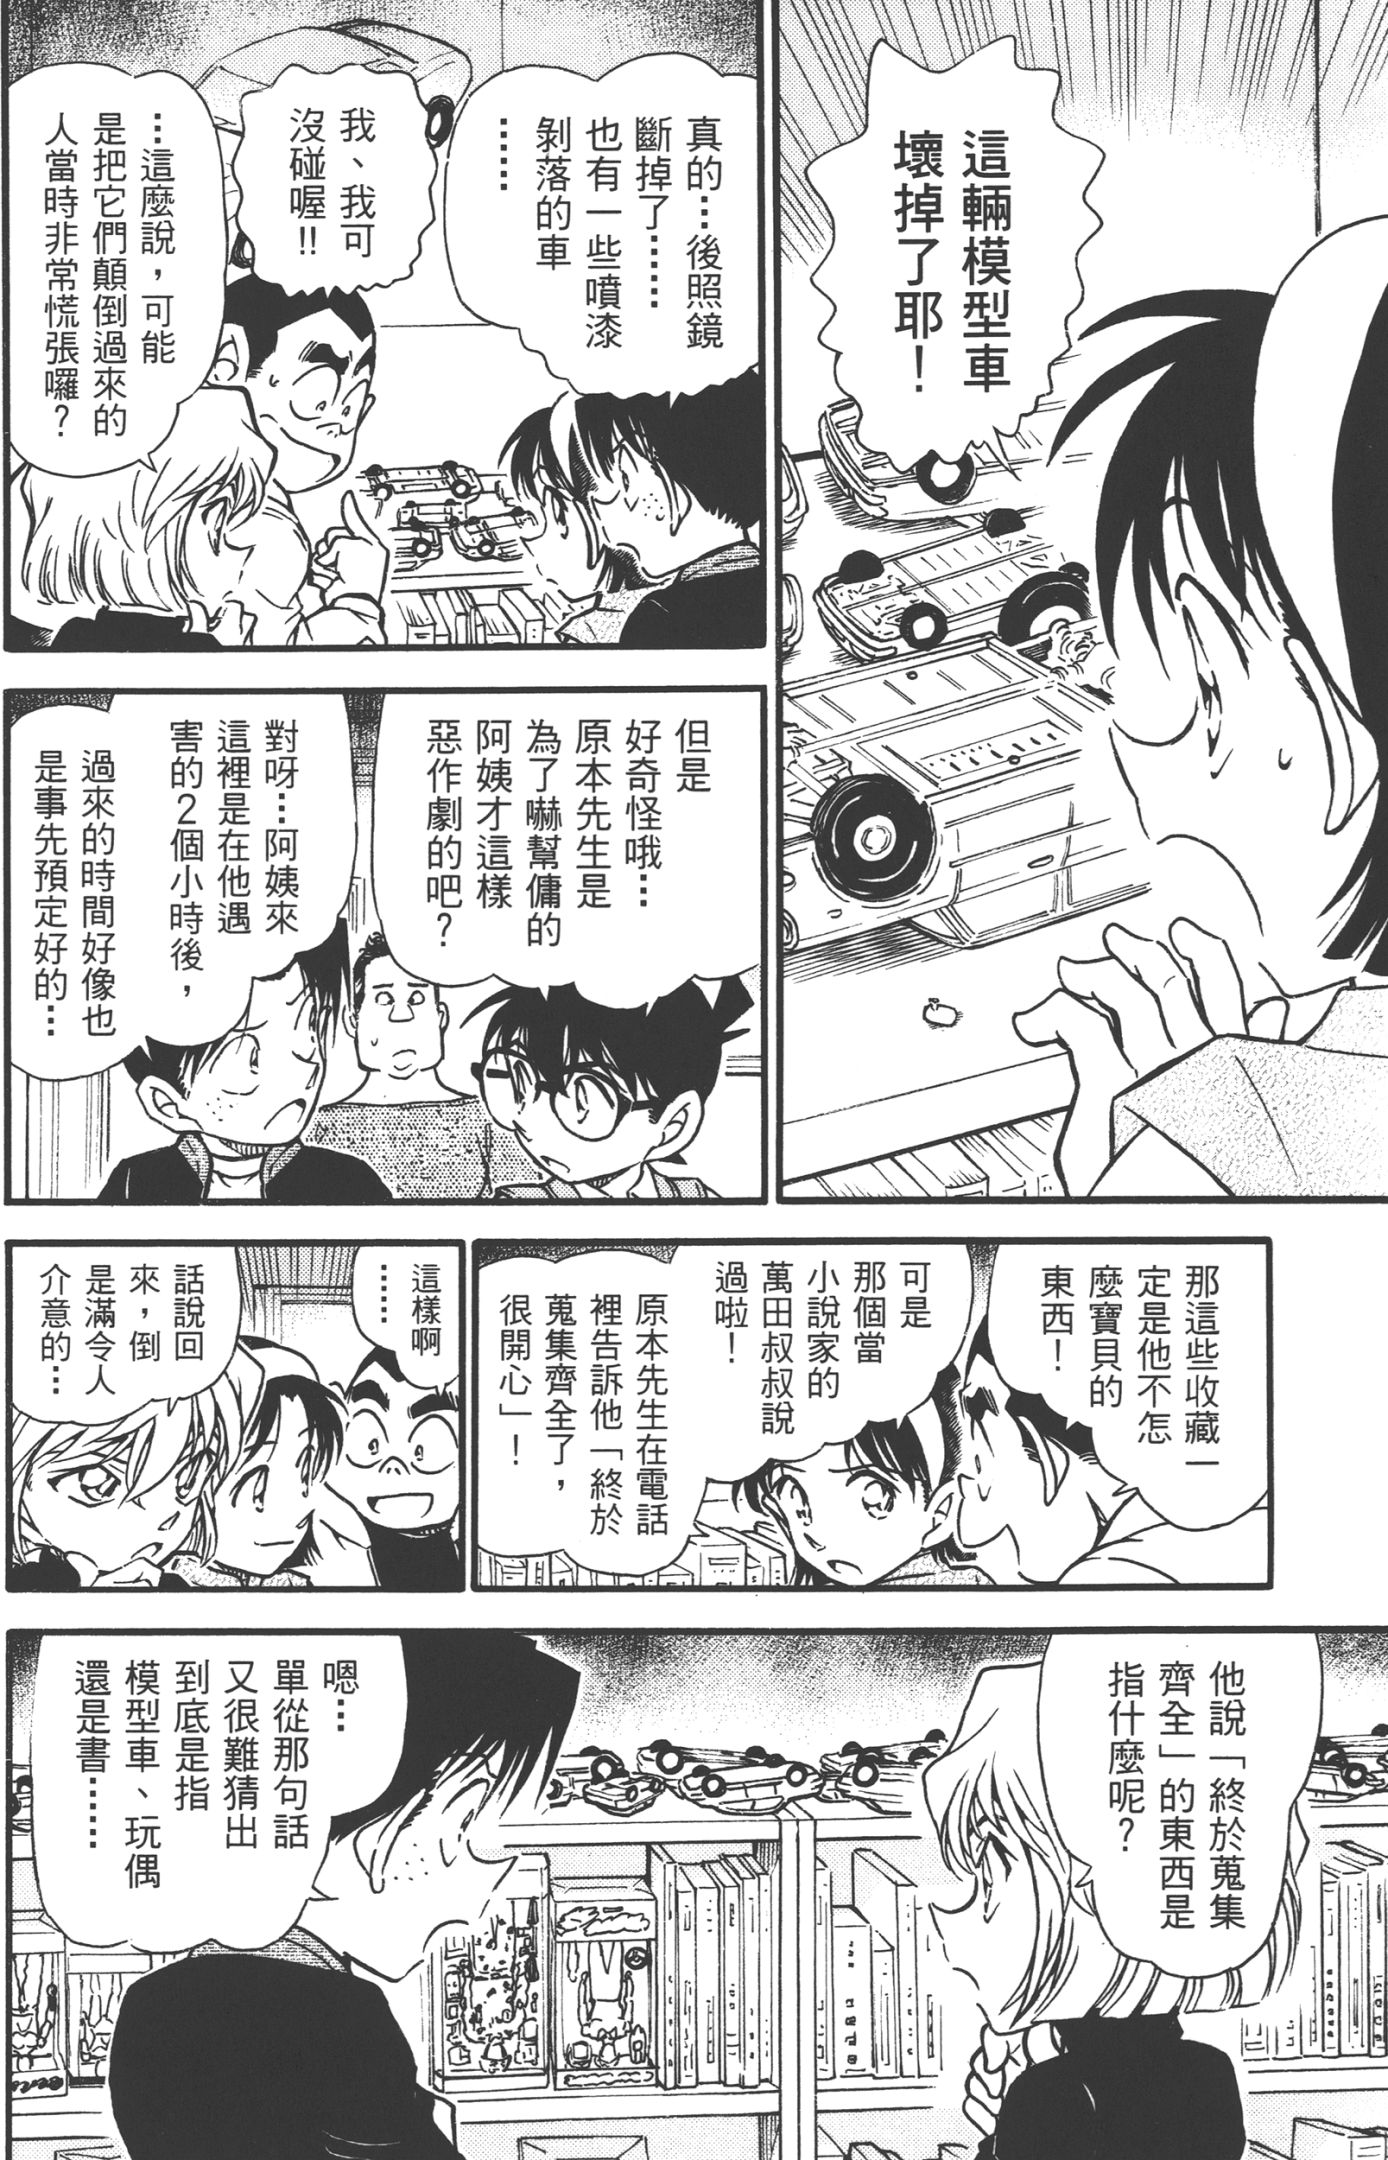 這輛模型車
壞掉了耶！
真的⋯後照鏡
斷掉了⋯⋯
也有一些噴漆
剝落的車
⋯⋯
我、我可
沒碰喔!!
⋯這麼說，可能
是把它們顛倒過來的
人當時非常慌張囉？
但是
好奇怪哦⋯
原本先生是
為了嚇幫傭的
阿姨才這樣
惡作劇的吧？
對呀⋯阿姨來
這裡是在他遇
害的2個小時後，
過來的時間好像也
是事先預定好的⋯
那這些收藏一
定是他不怎
麼寶貝的
東西！
可是
那個當
小說家的
萬田叔叔說
過啦！
原本先生在電話
裡告訴他「終於
蒐集齊全了，
很開心」！
這樣啊
⋯⋯
話說回
來，倒
是滿令人
介意的⋯
他說「終於蒐集
齊全」的東西是
指什麼呢？
嗯⋯
單從那句話
又很難猜出
到底是指
模型車、玩偶
還是書⋯⋯